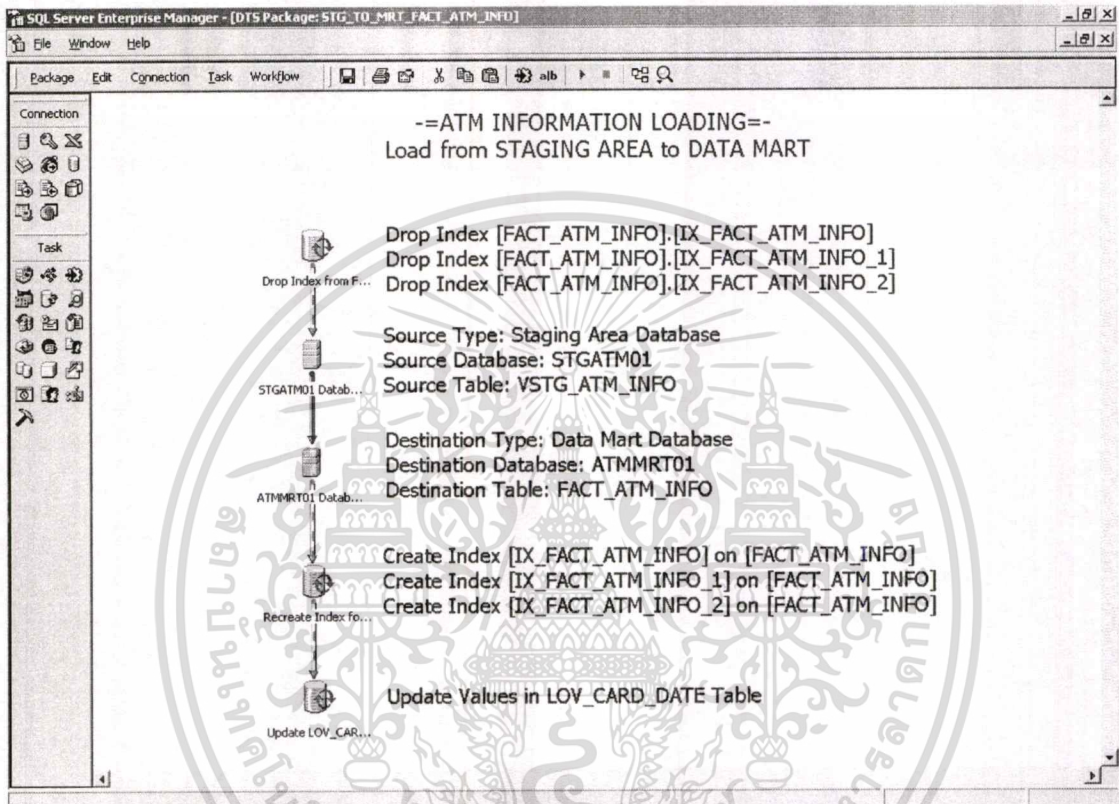 SQL Server Enterprise Manager - [DTS Package: STG_TO_MRT_FACT_ATM_INFO]
File Window Help
Package Edit Connection Task Workflow
Connection
Task
-=ATM INFORMATION LOADING=-
Load from STAGING AREA to DATA MART
Drop Index [FACT_ATM_INFO].[IX_FACT_ATM_INFO]
Drop Index [FACT_ATM_INFO].[IX_FACT_ATM_INFO_1]
Drop Index [FACT_ATM_INFO].[IX_FACT_ATM_INFO_2]
Drop Index from F...
Source Type: Staging Area Database
Source Database: STGATM01
Source Table: VSTG_ATM_INFO
STGATM01 Datab...
Destination Type: Data Mart Database
Destination Database: ATMMRT01
Destination Table: FACT_ATM_INFO
ATMMRT01 Datab...
Create Index [IX_FACT_ATM_INFO] on [FACT_ATM_INFO]
Create Index [IX_FACT_ATM_INFO_1] on [FACT_ATM_INFO]
Create Index [IX_FACT_ATM_INFO_2] on [FACT_ATM_INFO]
Recreate Index fo...
Update Values in LOV_CARD_DATE Table
Update LOV_CAR...